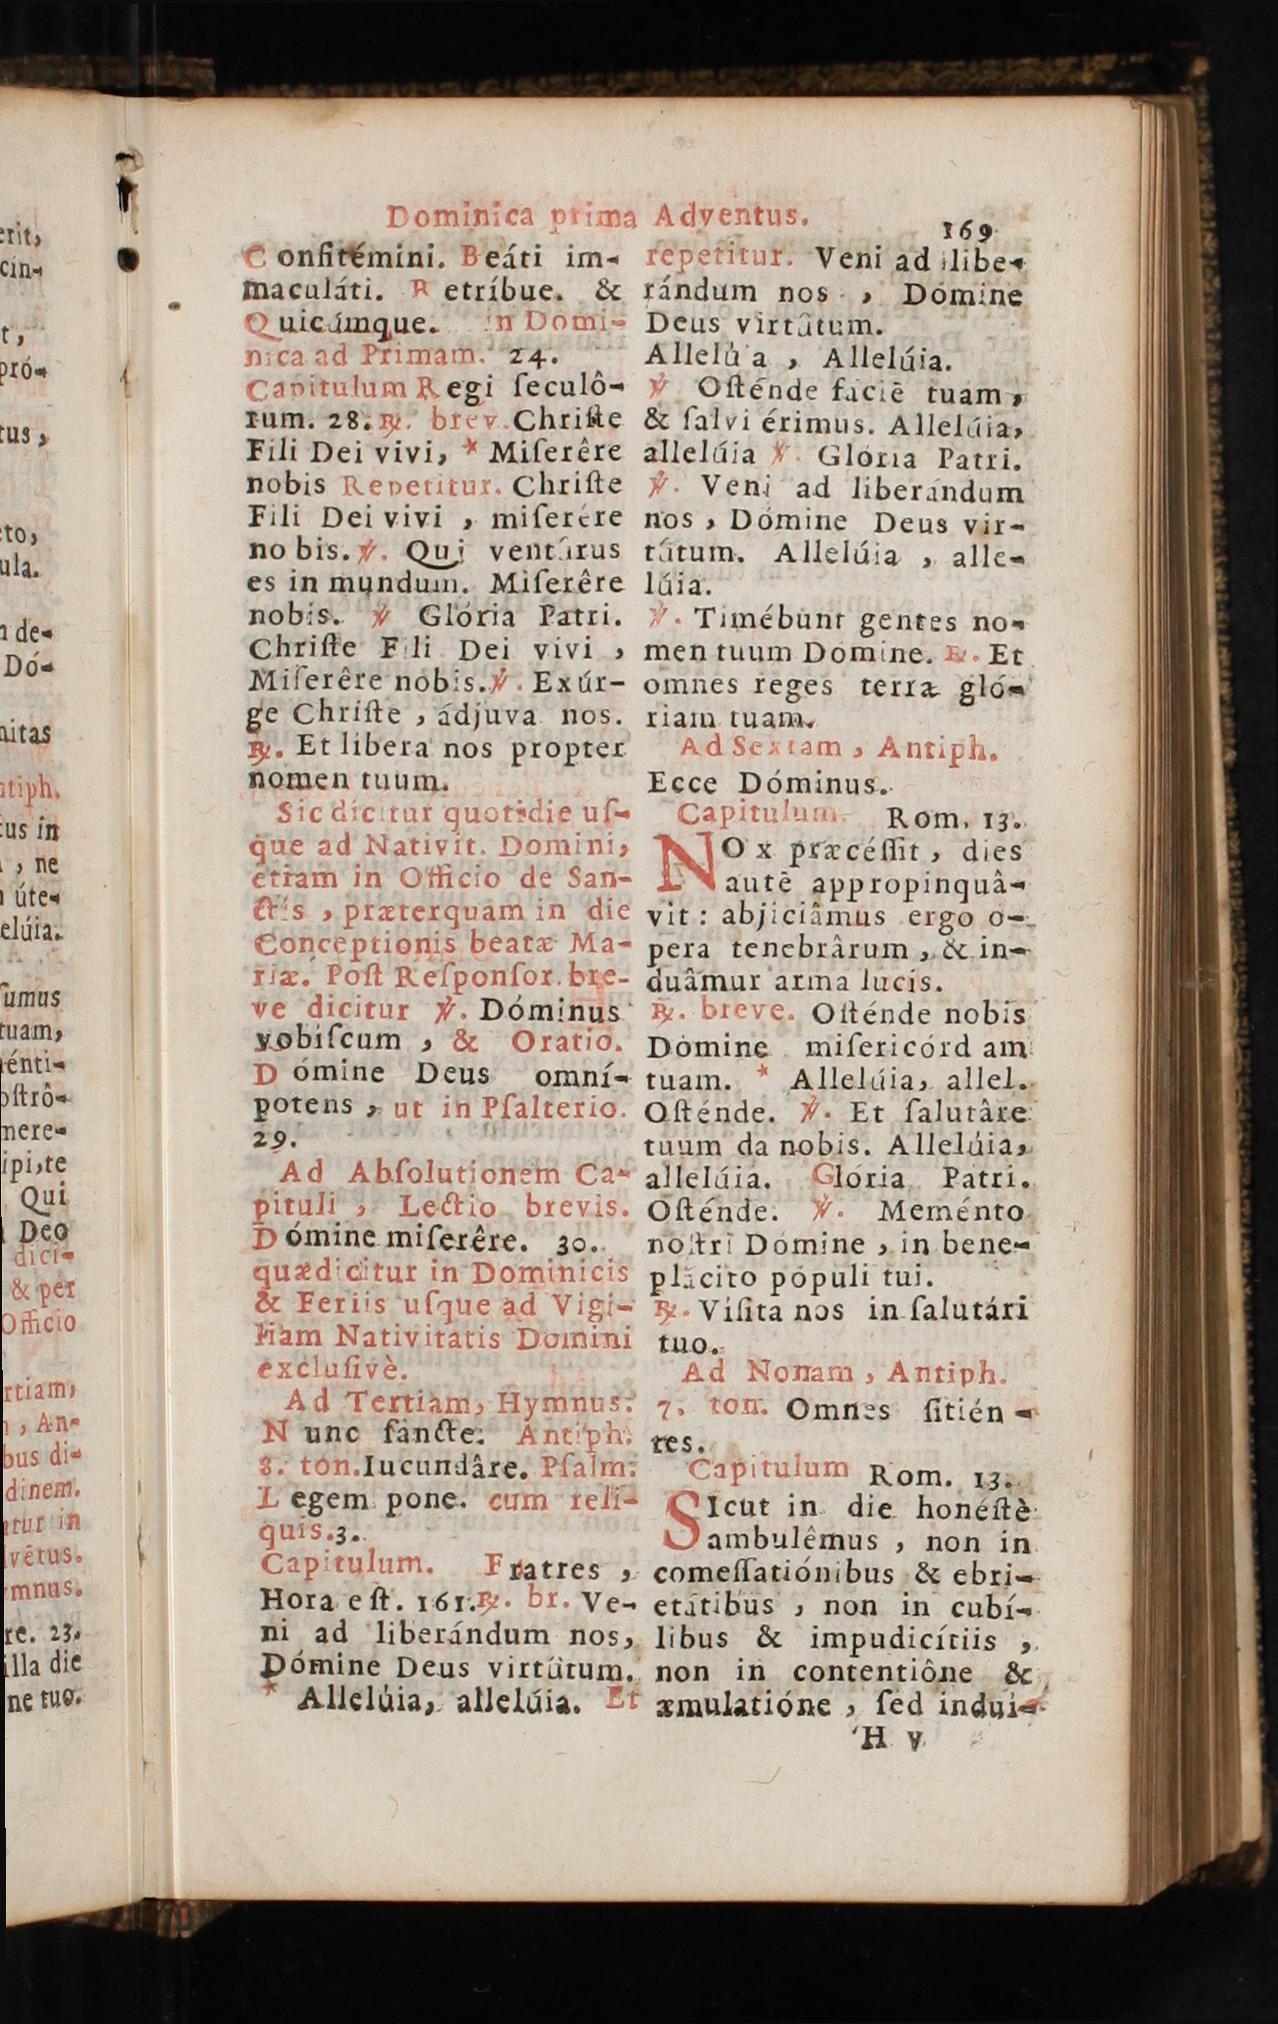 Dominica prima Adventus.
169
Confitémini. Beáti im-
maculáti. Retríbue. &
Quicúmque. in Domi-
nica ad Primam. 24.
Capitulum Regi ſeculô-
rum. 28. ℟. brev. Chriſte
Fili Dei vivi, * Miſerêre
nobis Repetitur. Chriſte
Fili Dei vivi, miſerére
nobis. ℣. Qui ventúrus
es in mundum. Miſerêre
nobis. ℣ Glória Patri.
Chriſte Fili Dei vivi,
Miſerêre nobis. ℣. Exúr-
ge Chriſte, ádjuva nos.
℟. Et libera nos propter
nomen tuum.
Sic dicitur quotidie uſ-
que ad Nativit. Domini,
etiam in Officio de San-
ctis, præterquam in die
Conceptionis beatæ Ma-
riæ. Poſt Reſponſor. bre-
ve dicitur ℣. Dóminus
vobiſcum, & Oratio.
Dómine Deus omní-
potens, ut in Pſalterio.
29.
Ad Abſolutionem Ca-
pituli, Lectio brevis.
Dómine miſerêre. 30.
quædicitur in Dominicis
& Feriis uſque ad Vigi-
liam Nativitatis Domini
excluſivè.
Ad Tertiam, Hymnus:
Nunc ſancte. Antiph.
8. ton. Iucundâre. Pſalm.
Legem pone. cum reli-
quis. 3.
Capitulum. Fratres,
Hora eſt. 161. ℟. br. Ve-
ni ad liberándum nos,
Dómine Deus virtútum.
* Allelúia, allelúia. Et
repetitur. Veni ad libe-
rándum nos, Dómine
Deus virtûtum.
Allelúia, Allelúia.
℣ Oſténde faciē tuam,
& ſalvi érimus. Allelúia,
allelúia ℣. Glória Patri.
℣. Veni ad liberándum
nos, Dómine Deus vir-
tútum. Allelúia, alle-
lúia.
℣. Timébunt gentes no-
men tuum Domine. ℟. Et
omnes reges terræ gló-
riam tuam.
Ad Sextam, Antiph.
Ecce Dóminus.
Capitulum. Rom. 13.
NOx præcéſſit, dies
autē appropinquâ-
vit: abjiciâmus ergo o-
pera tenebrârum, & in-
duâmur arma lucis.
℟. breve. Oſténde nobis
Dómine miſericórdiam
tuam. * Allelúia, allel.
Oſténde. ℣. Et ſalutâre
tuum da nobis. Allelúia,
allelúia. Glória Patri.
Oſténde. ℣. Meménto
noſtri Dómine, in bene-
plácito pópuli tui.
℟. Viſita nos in ſalutári
tuo.
Ad Nonam, Antiph.
7. ton. Omnes ſitién-
tes.
Capitulum Rom. 13.
SIcut in die honéſtè
ambulêmus, non in
comeſſatiónibus & ebri-
etátibus, non in cubí-
libus & impudicítiis,
non in contentiône &
æmulatióne, ſed indui-
H v